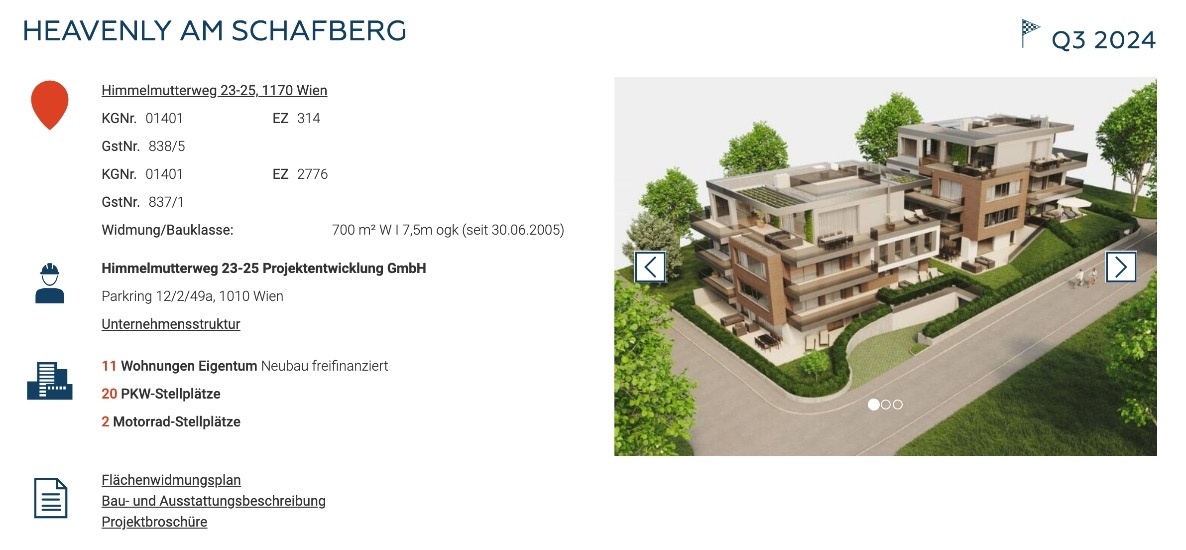 HEAVENLY AM SCHAFBERG
Q3 2024
Himmelmutterweg 23-25, 1170 Wien
KGNr. 01401 EZ 314
GstNr. 838/5
KGNr. 01401 EZ 2776
GstNr. 837/1
Widmung/Bauklasse: 700 m² W I 7,5m ogk (seit 30.06.2005)
Himmelmutterweg 23-25 Projektentwicklung GmbH
Parkring 12/2/49a, 1010 Wien
Unternehmensstruktur
11 Wohnungen Eigentum Neubau freifinanziert
20 PKW-Stellplätze
2 Motorrad-Stellplätze
Flächenwidmungsplan
Bau- und Ausstattungsbeschreibung
Projektbroschüre